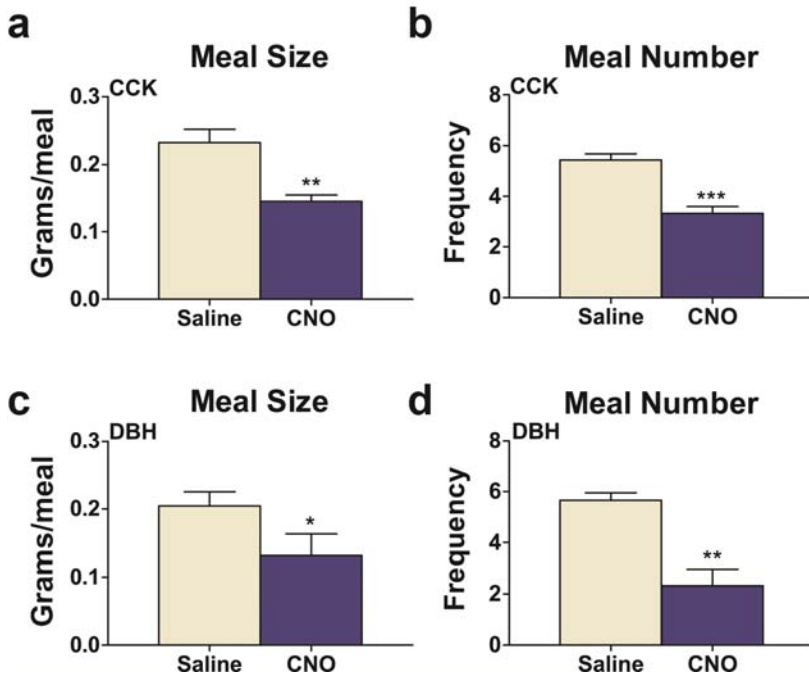 a
Meal Size
CCK
Grams/meal
0.3
0.2
0.1
0.0
**
Saline CNO
b
Meal Number
CCK
Frequency
8
6
4
2
0
***
Saline CNO
c
Meal Size
DBH
Grams/meal
0.3
0.2
0.1
0.0
*
Saline CNO
d
Meal Number
DBH
Frequency
8
6
4
2
0
**
Saline CNO